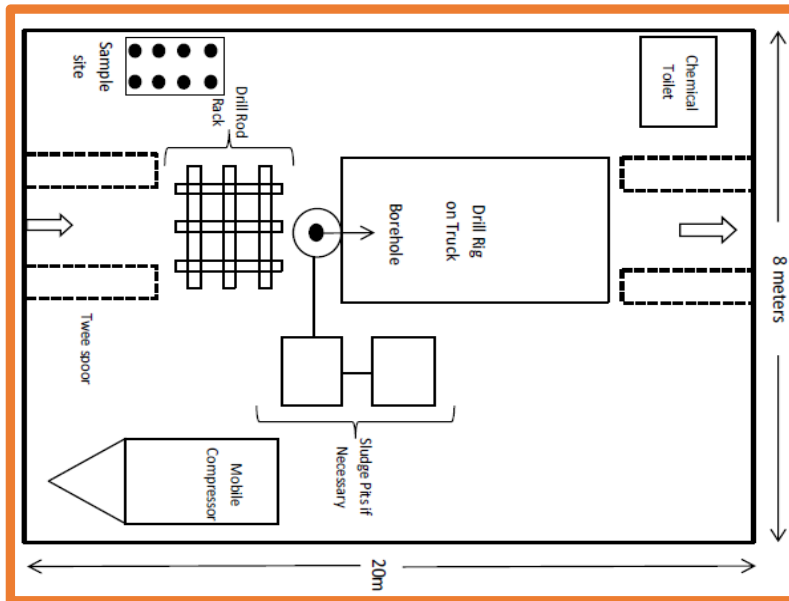 Sample
site
Drill Rod
Rack
Chemical
Toilet
Drill Rig
on Truck
Borehole
8 meters
Twee spoor
Sludge Pits if
Necessary
Mobile
Compressor
20m